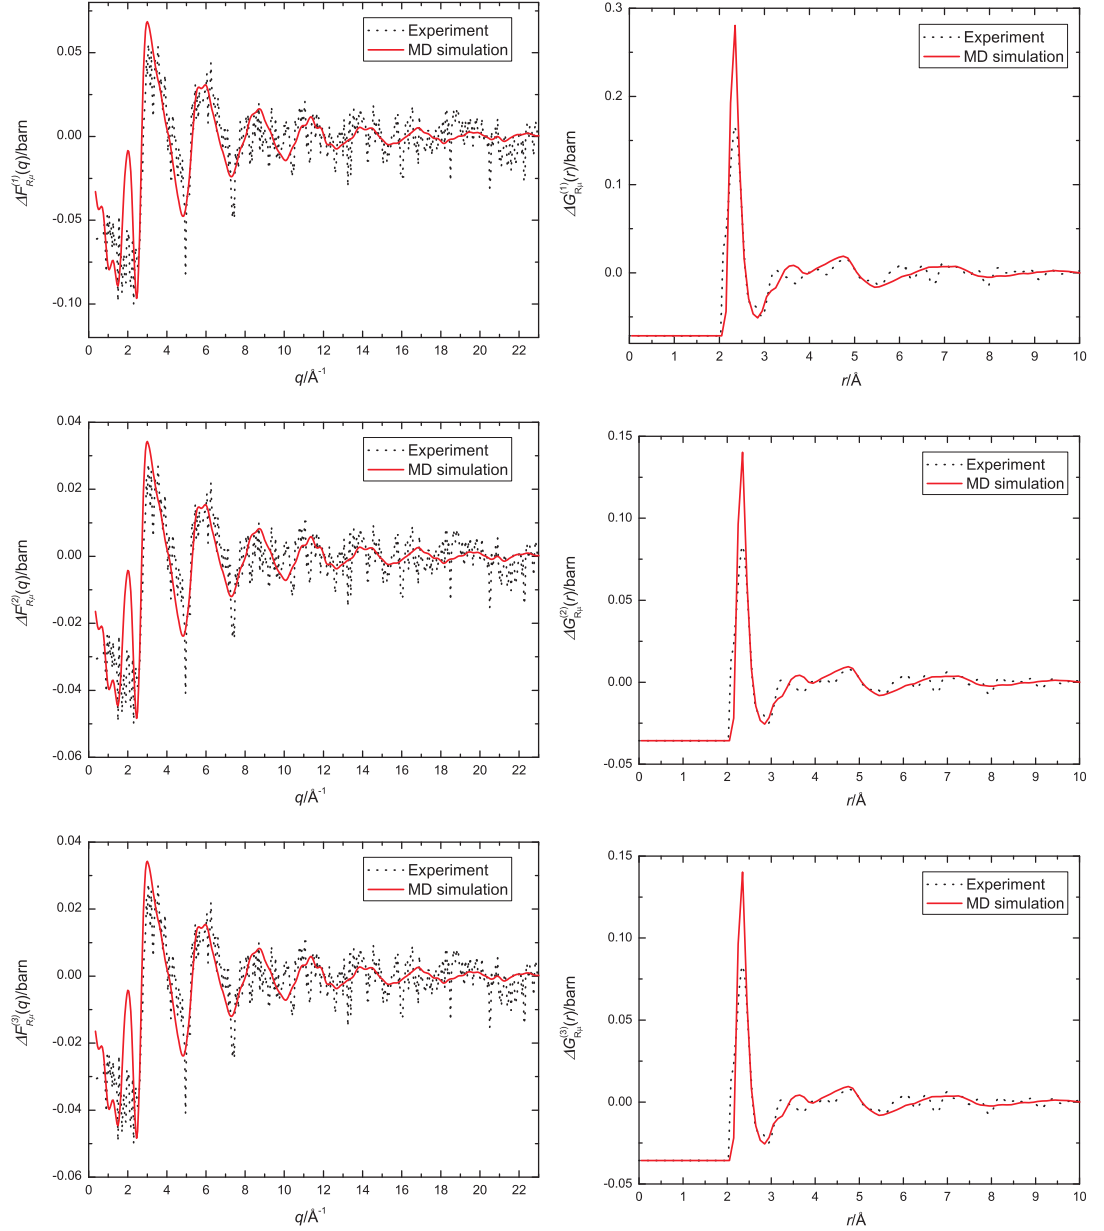 0.05
0.00
-0.05
-0.10
ΔF_{Rμ}^{(1)}(q)/barn
Experiment
MD simulation
0 2 4 6 8 10 12 14 16 18 20 22
q/Å^{-1}
0.3
0.2
0.1
0.0
ΔG_{Rμ}^{(1)}(r)/barn
Experiment
MD simulation
0 1 2 3 4 5 6 7 8 9 10
r/Å
0.04
0.02
0.00
-0.02
-0.04
-0.06
ΔF_{Rμ}^{(2)}(q)/barn
Experiment
MD simulation
0 2 4 6 8 10 12 14 16 18 20 22
q/Å^{-1}
0.15
0.10
0.05
0.00
-0.05
ΔG_{Rμ}^{(2)}(r)/barn
Experiment
MD simulation
0 1 2 3 4 5 6 7 8 9 10
r/Å
0.04
0.02
0.00
-0.02
-0.04
-0.06
ΔF_{Rμ}^{(3)}(q)/barn
Experiment
MD simulation
0 2 4 6 8 10 12 14 16 18 20 22
q/Å^{-1}
0.15
0.10
0.05
0.00
-0.05
ΔG_{Rμ}^{(3)}(r)/barn
Experiment
MD simulation
0 1 2 3 4 5 6 7 8 9 10
r/Å